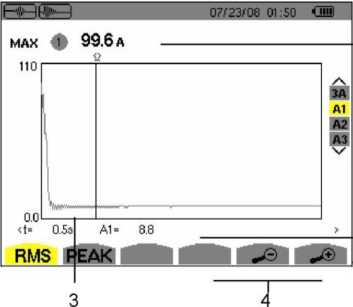 07/23/08 01:50
MAX 1 99.6 A
110
3A
A1
A2
A3
0.0
<t= 0.5s A1= 8.8 >
RMS PEAK
3 4